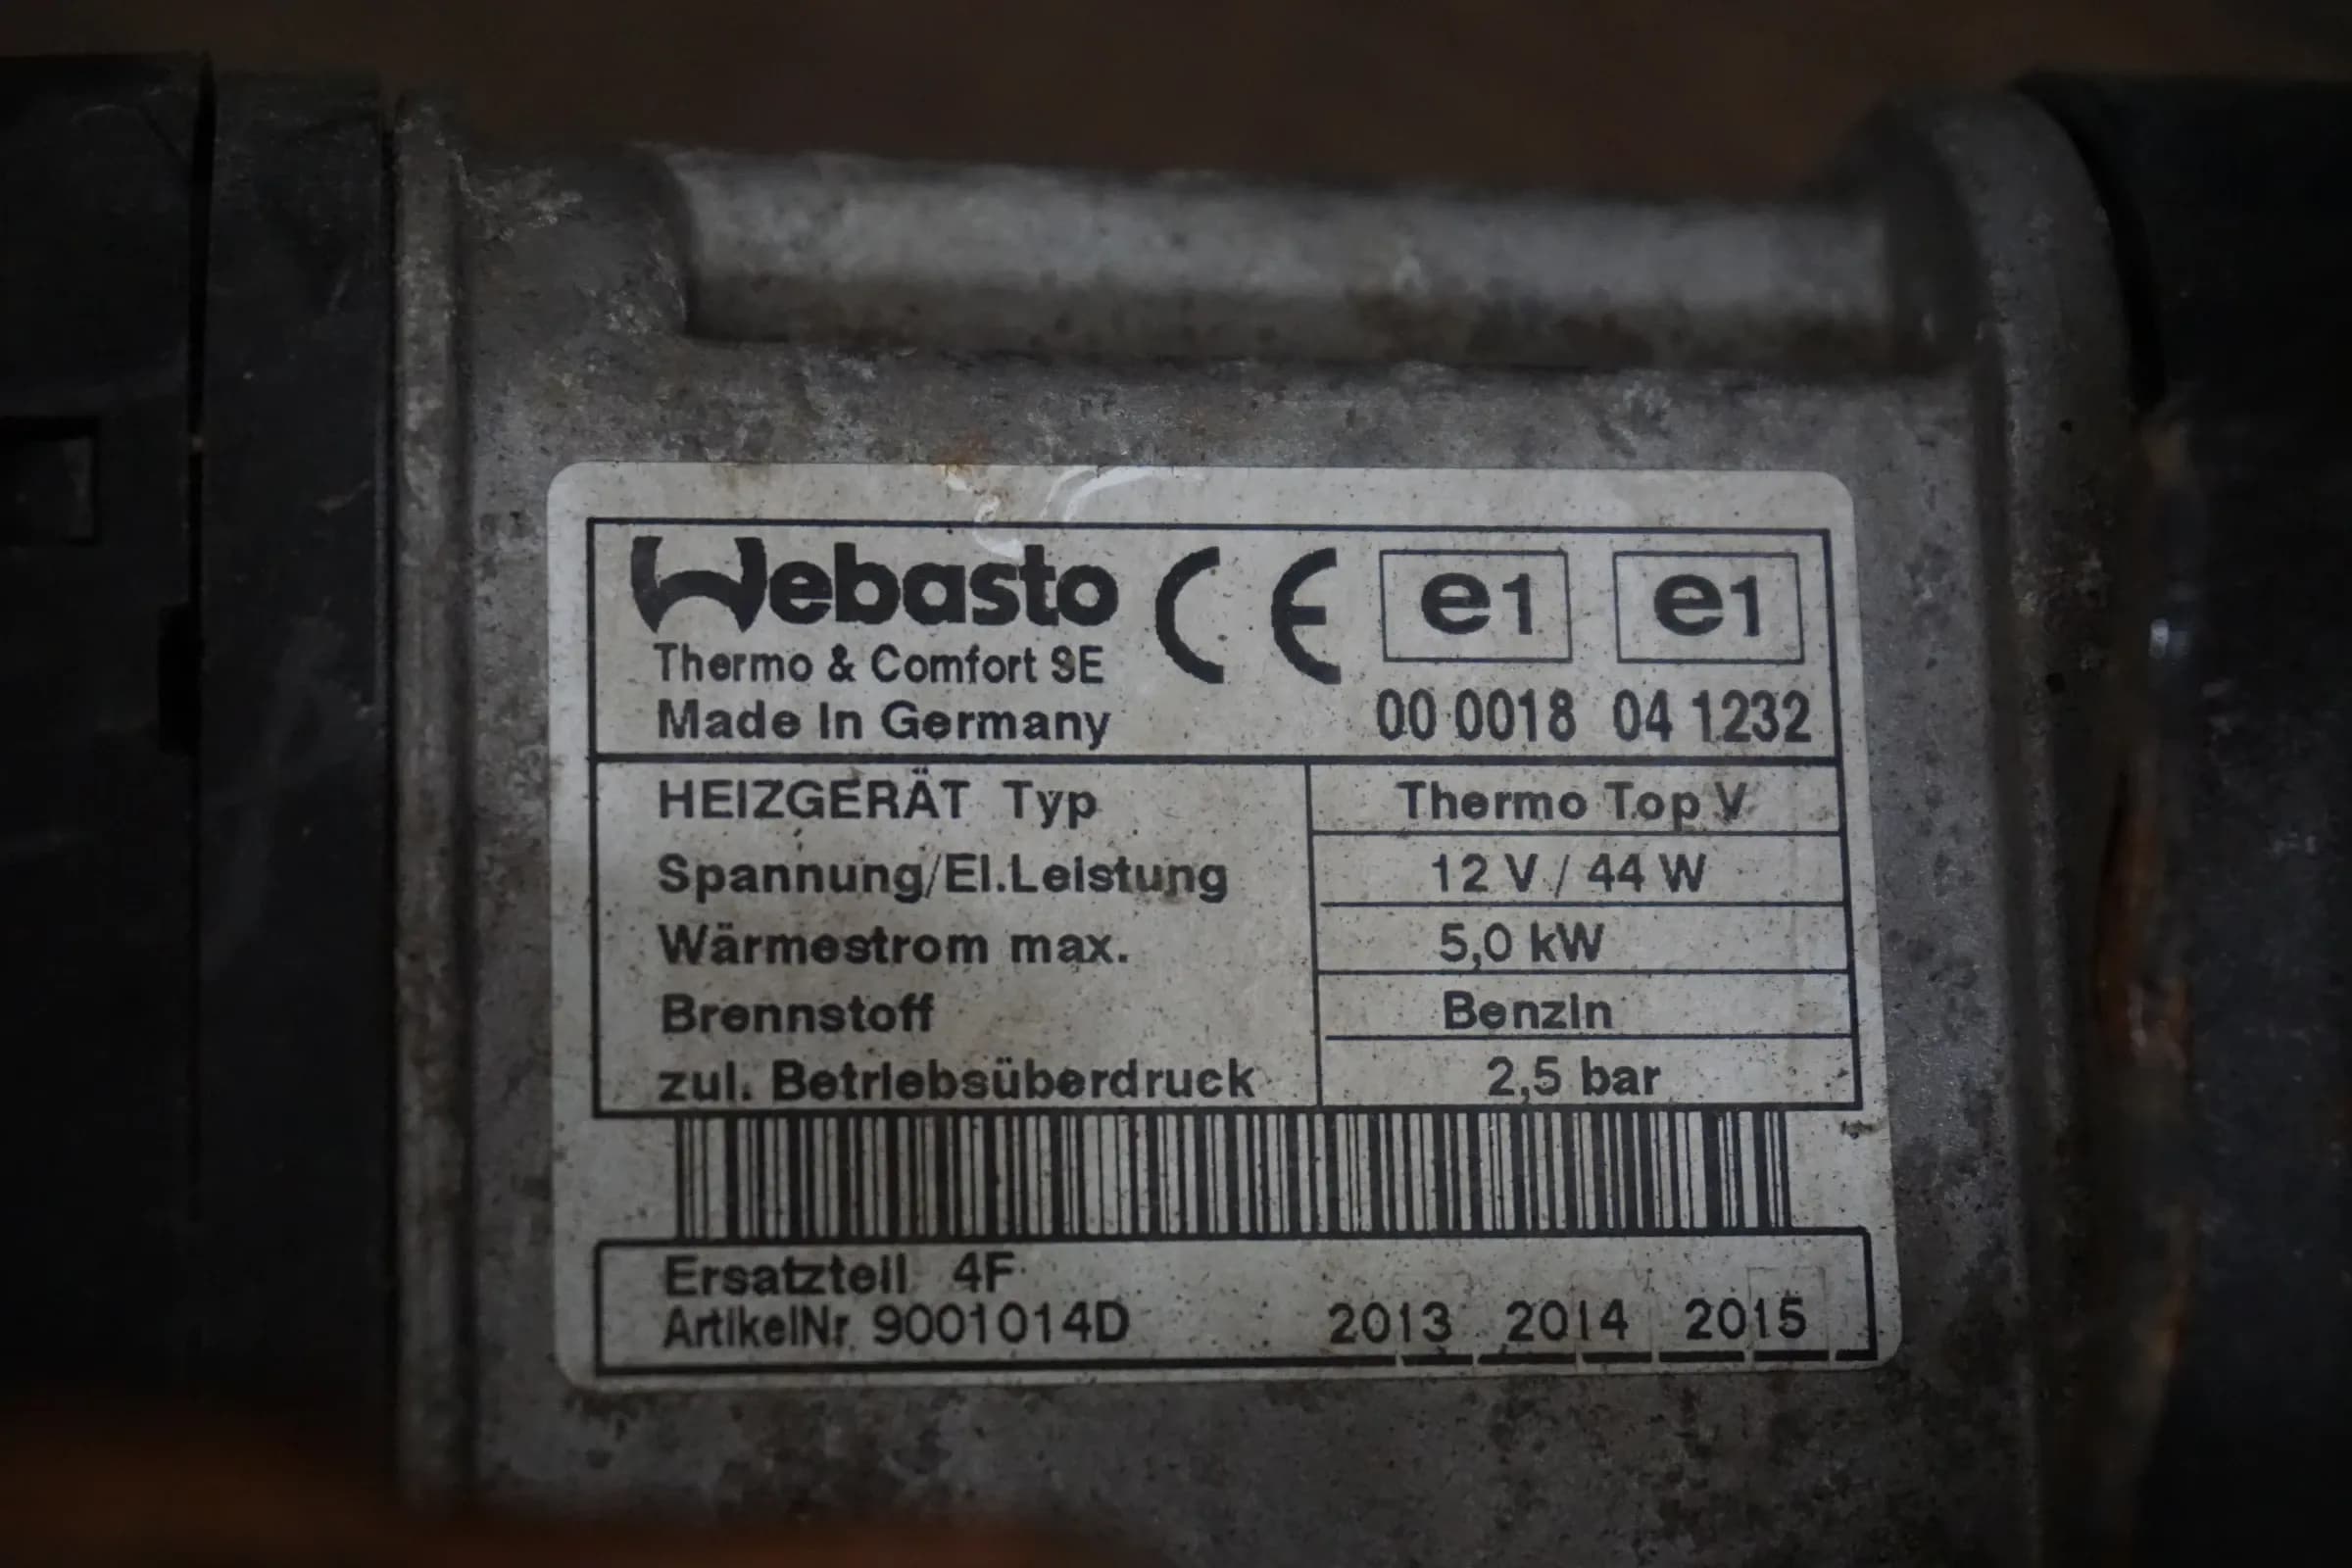 Webasto CE e1 e1
Thermo & Comfort SE
Made In Germany 00 0018 04 1232
HEIZGERÄT Typ Thermo Top V
Spannung/El.Leistung 12 V / 44 W
Wärmestrom max. 5,0 kW
Brennstoff Benzin
zul. Betriebsüberdruck 2,5 bar
Ersatzteil 4F
ArtikelNr. 9001014D 2013 2014 2015